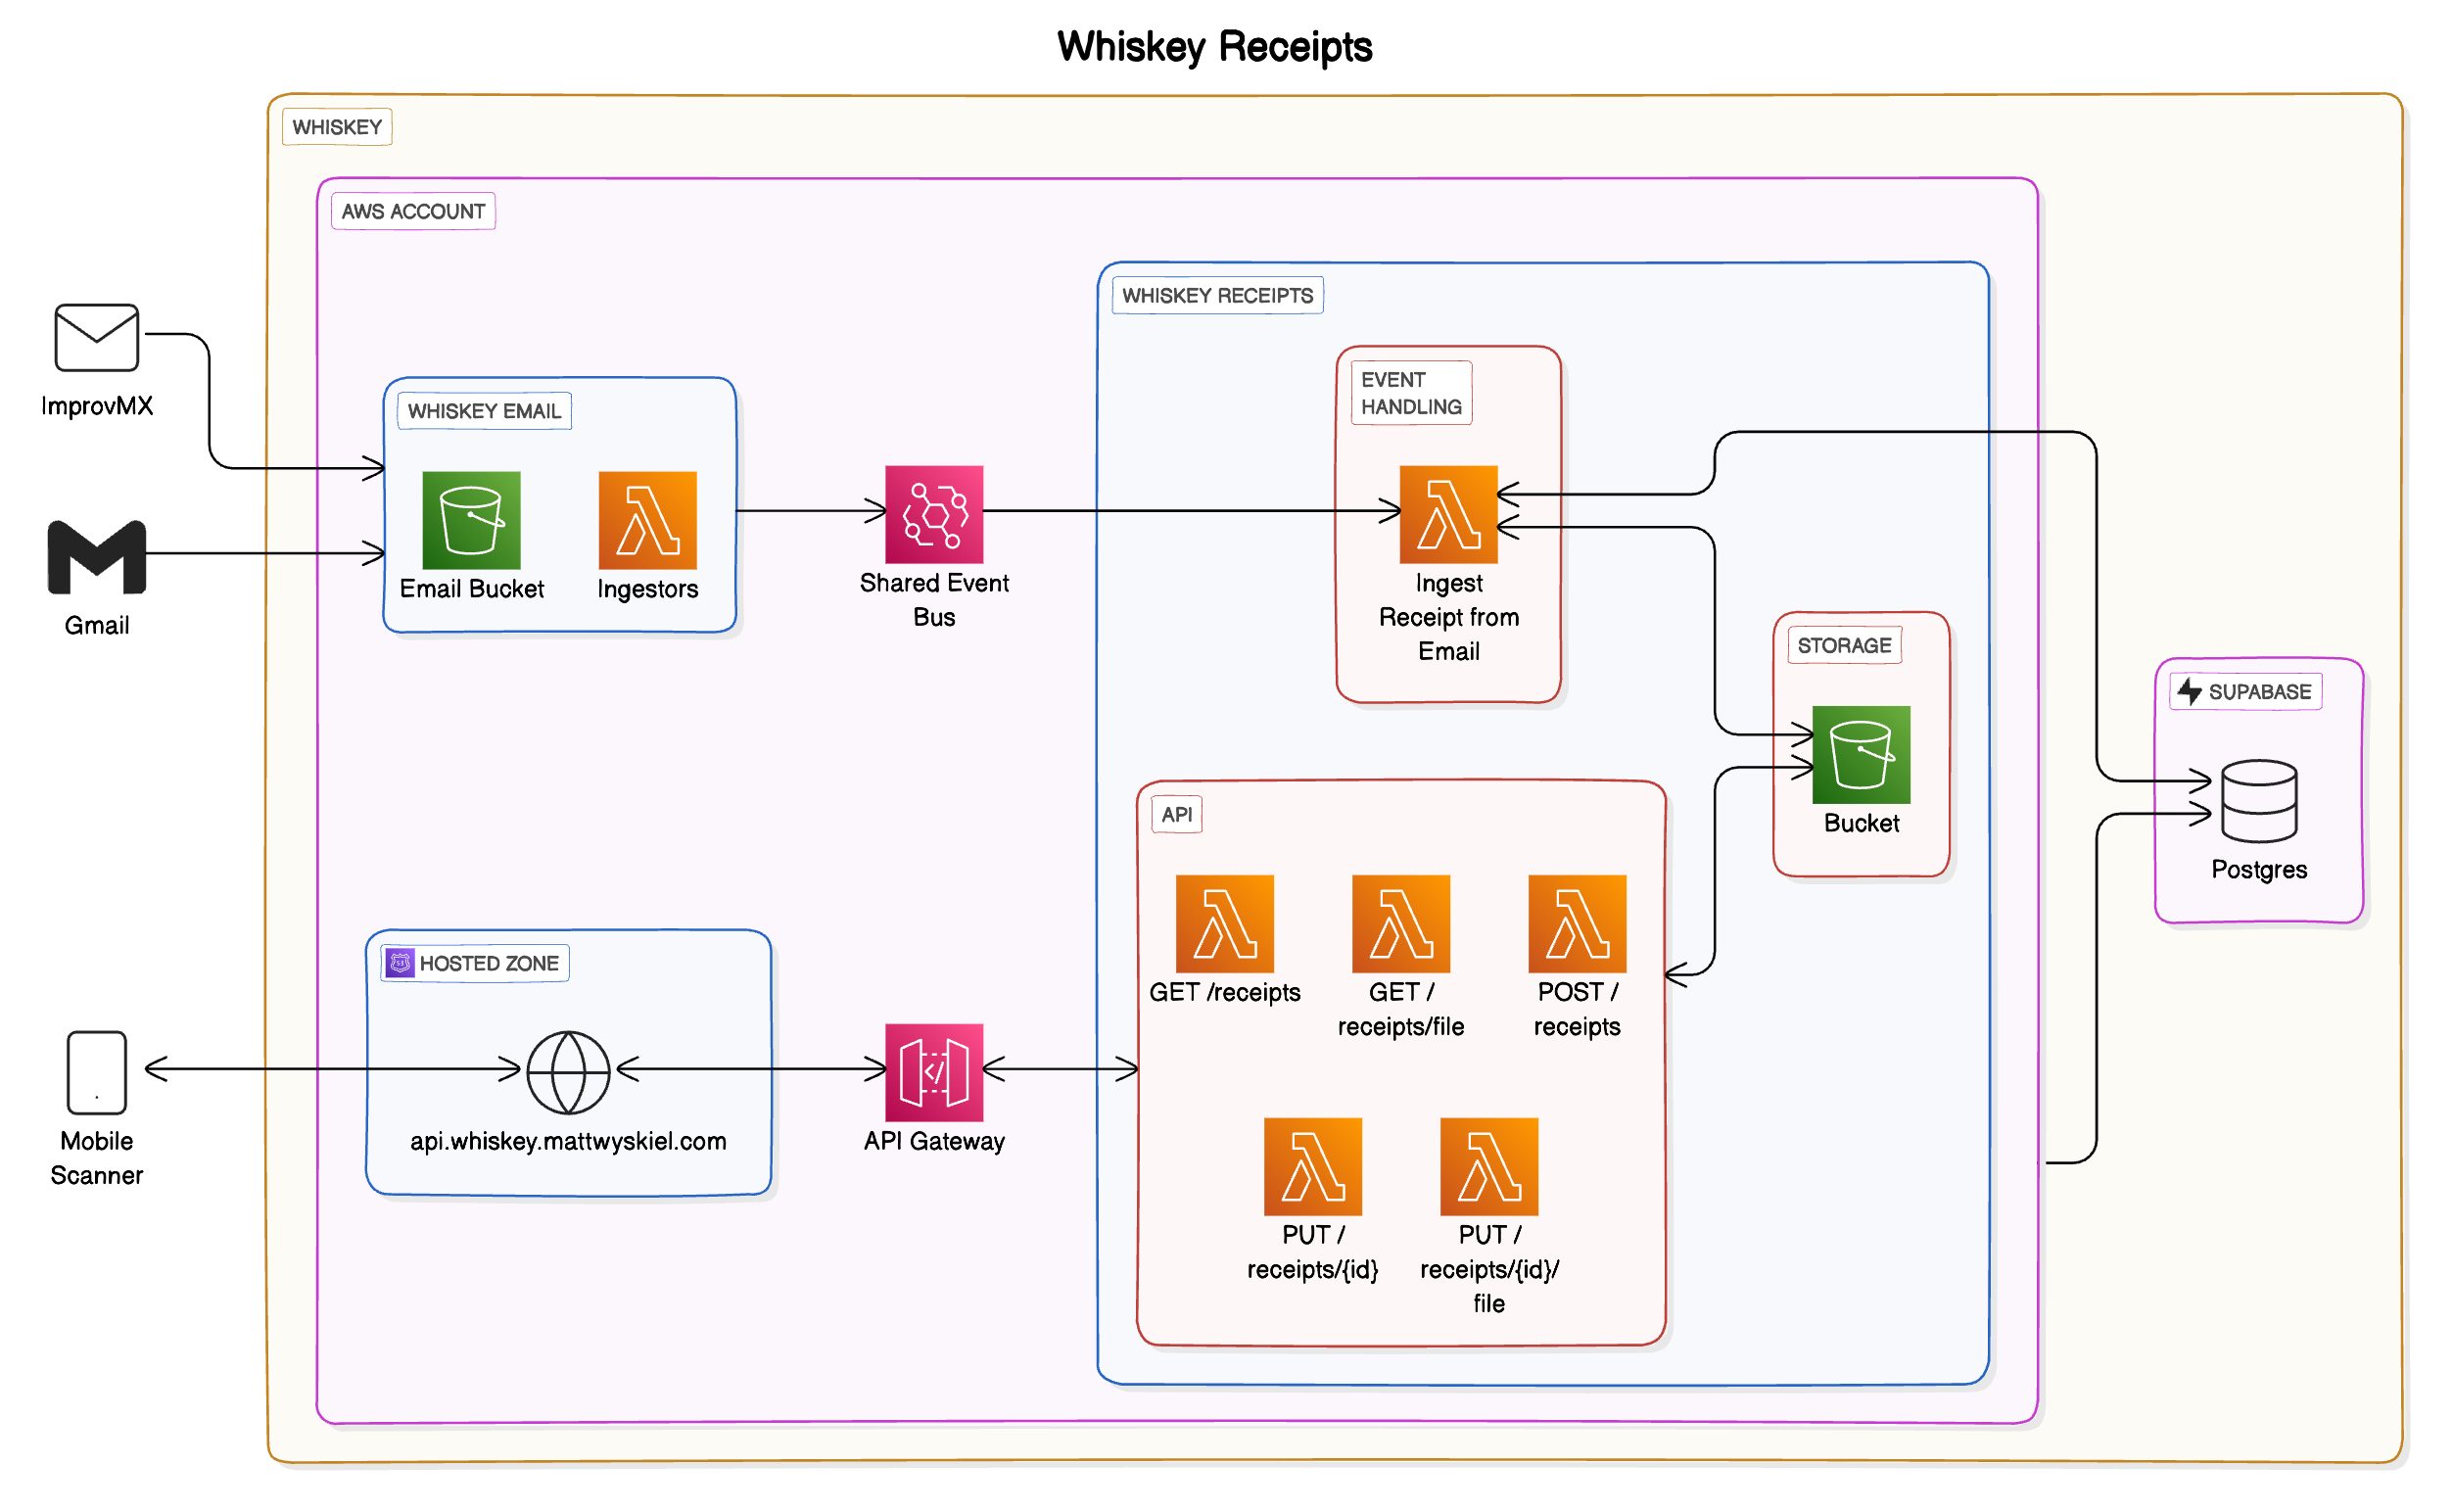 Whiskey Receipts
WHISKEY
AWS ACCOUNT
WHISKEY RECEIPTS
ImprovMX
Gmail
WHISKEY EMAIL
Email Bucket
Ingestors
Shared Event
Bus
EVENT
HANDLING
Ingest
Receipt from
Email
STORAGE
Bucket
SUPABASE
Postgres
API
GET /receipts
GET /
receipts/file
POST /
receipts
PUT /
receipts/{id}
PUT /
receipts/{id}/
file
53
HOSTED ZONE
api.whiskey.mattwyskiel.com
API Gateway
Mobile
Scanner